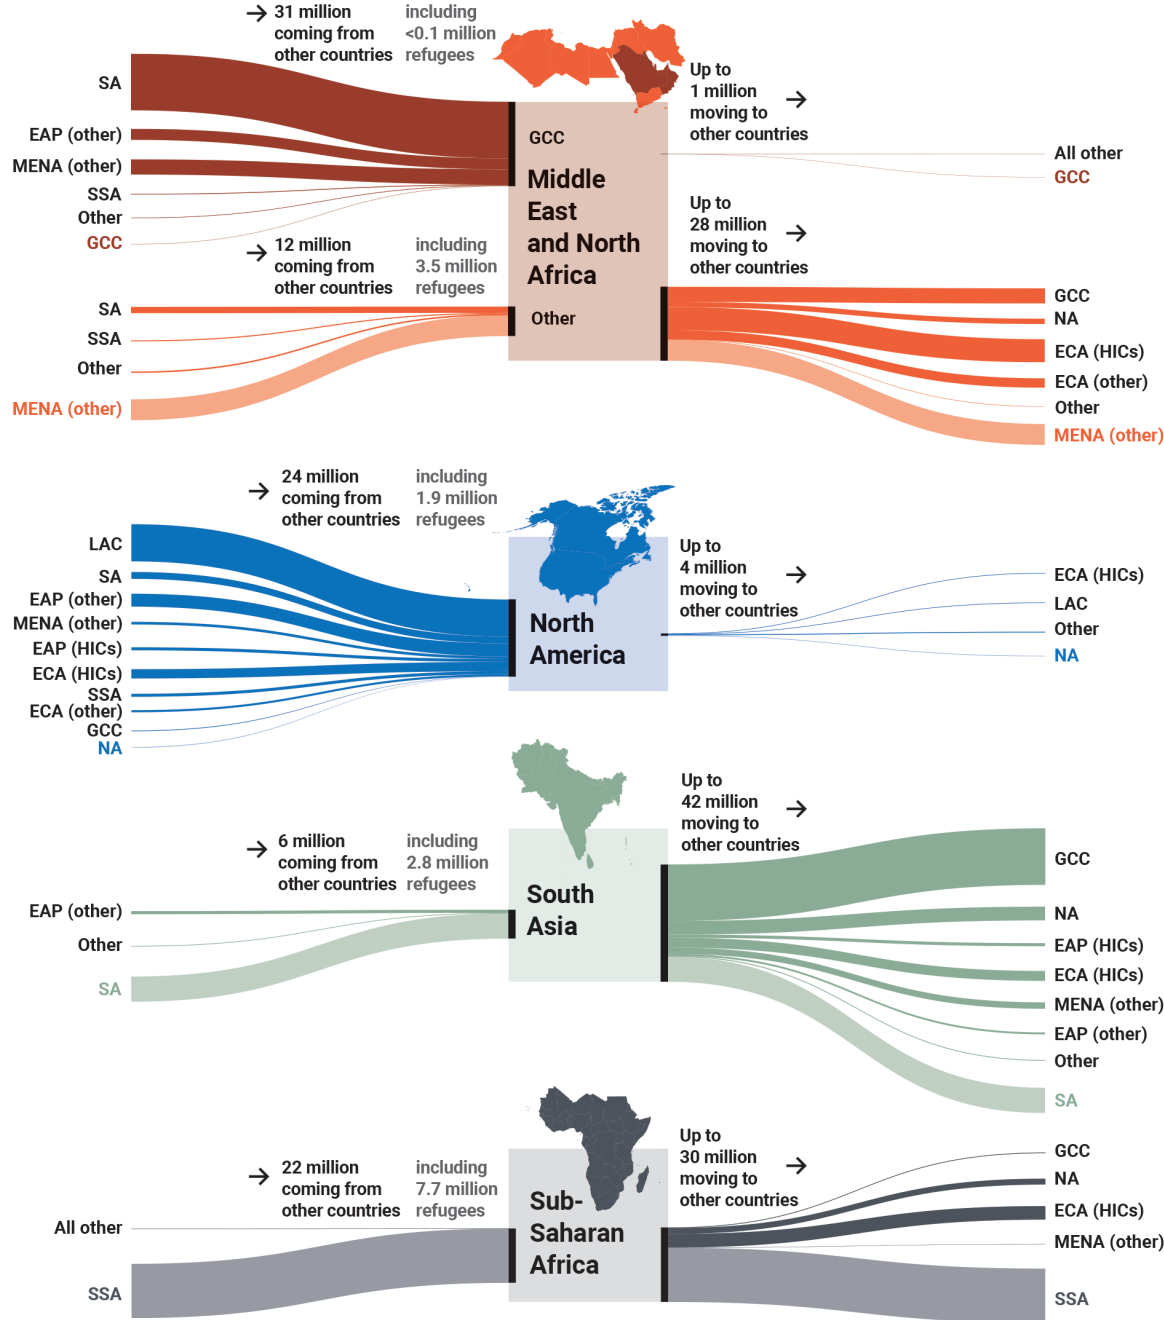 31 million
coming from
other countries
including
<0.1 million
refugees
SA
EAP (other)
MENA (other)
SSA
Other
GCC
GCC
Middle
East
and North
Africa
Up to
1 million
moving to
other countries
All other
GCC
12 million
coming from
other countries
including
3.5 million
refugees
SA
SSA
Other
MENA (other)
Other
Up to
28 million
moving to
other countries
GCC
NA
ECA (HICs)
ECA (other)
Other
MENA (other)
24 million
coming from
other countries
including
1.9 million
refugees
LAC
SA
EAP (other)
MENA (other)
EAP (HICs)
ECA (HICs)
SSA
ECA (other)
GCC
NA
North
America
Up to
4 million
moving to
other countries
ECA (HICs)
LAC
Other
NA
6 million
coming from
other countries
including
2.8 million
refugees
EAP (other)
Other
SA
South
Asia
Up to
42 million
moving to
other countries
GCC
NA
EAP (HICs)
ECA (HICs)
MENA (other)
EAP (other)
Other
SA
22 million
coming from
other countries
including
7.7 million
refugees
All other
SSA
Sub-
Saharan
Africa
Up to
30 million
moving to
other countries
GCC
NA
ECA (HICs)
MENA (other)
SSA